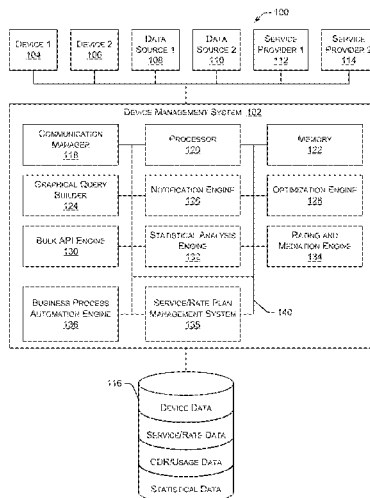 100
DEVICE 1
104
DEVICE 2
106
DATA SOURCE 1
108
DATA SOURCE 2
110
SERVICE PROVIDER 1
112
SERVICE PROVIDER 2
114
DEVICE MANAGEMENT SYSTEM 102
COMMUNICATION MANAGER
118
PROCESSOR
120
MEMORY
122
GRAPHICAL QUERY BUILDER
124
NOTIFICATION ENGINE
126
OPTIMIZATION ENGINE
128
BULK API ENGINE
130
STATISTICAL ANALYSIS ENGINE
132
RATING AND MEDIATION ENGINE
134
BUSINESS PROCESS AUTOMATION ENGINE
136
SERVICE/RATE PLAN MANAGEMENT SYSTEM
138
140
116
DEVICE DATA
SERVICE/RATE DATA
CDR/USAGE DATA
STATISTICAL DATA